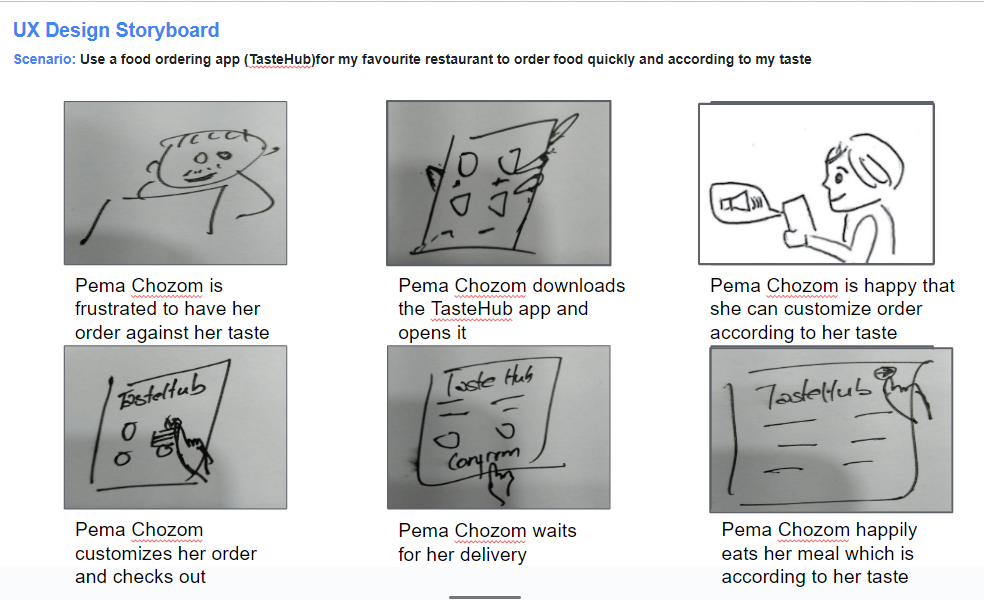 UX Design Storyboard
Scenario: Use a food ordering app (TasteHub)for my favourite restaurant to order food quickly and according to my taste
Pema Chozom is
frustrated to have her
order against her taste
Pema Chozom downloads
the TasteHub app and
opens it
Pema Chozom is happy that
she can customize order
according to her taste
TasteHub
Taste Hub
Confirm
TasteHub
Pema Chozom
customizes her order
and checks out
Pema Chozom waits
for her delivery
Pema Chozom happily
eats her meal which is
according to her taste